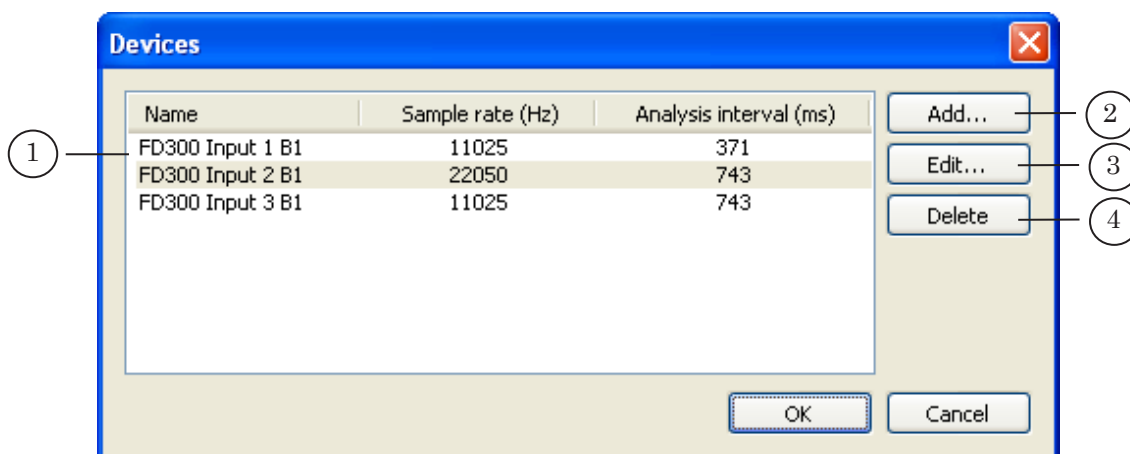 Devices
Name Sample rate (Hz) Analysis interval (ms) Add... 2
1 FD300 Input 1 B1 11025 371
FD300 Input 2 B1 22050 743 Edit... 3
FD300 Input 3 B1 11025 743 Delete 4
OK Cancel